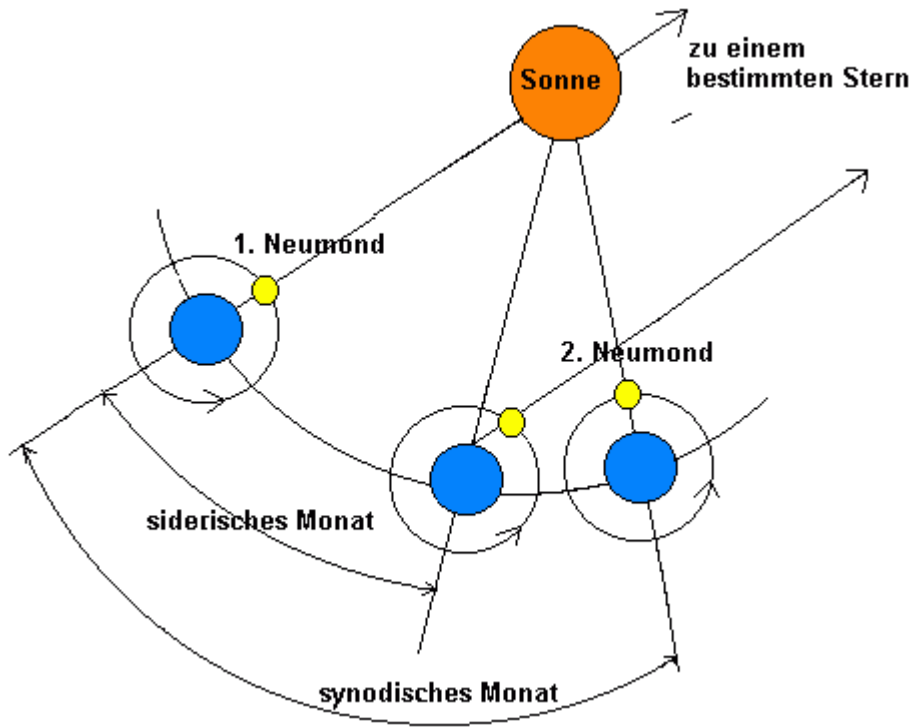 Sonne
zu einem
bestimmten Stern
1. Neumond
2. Neumond
siderisches Monat
synodisches Monat